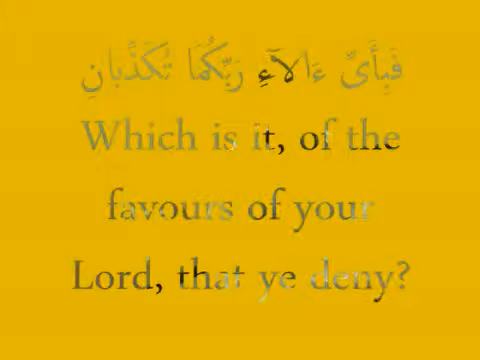 فَبِأَىِّ ءَالَآءِ رَبِّكُمَا تُكَذِّبَانِ
Which is it, of the
favours of your
Lord, that ye deny?